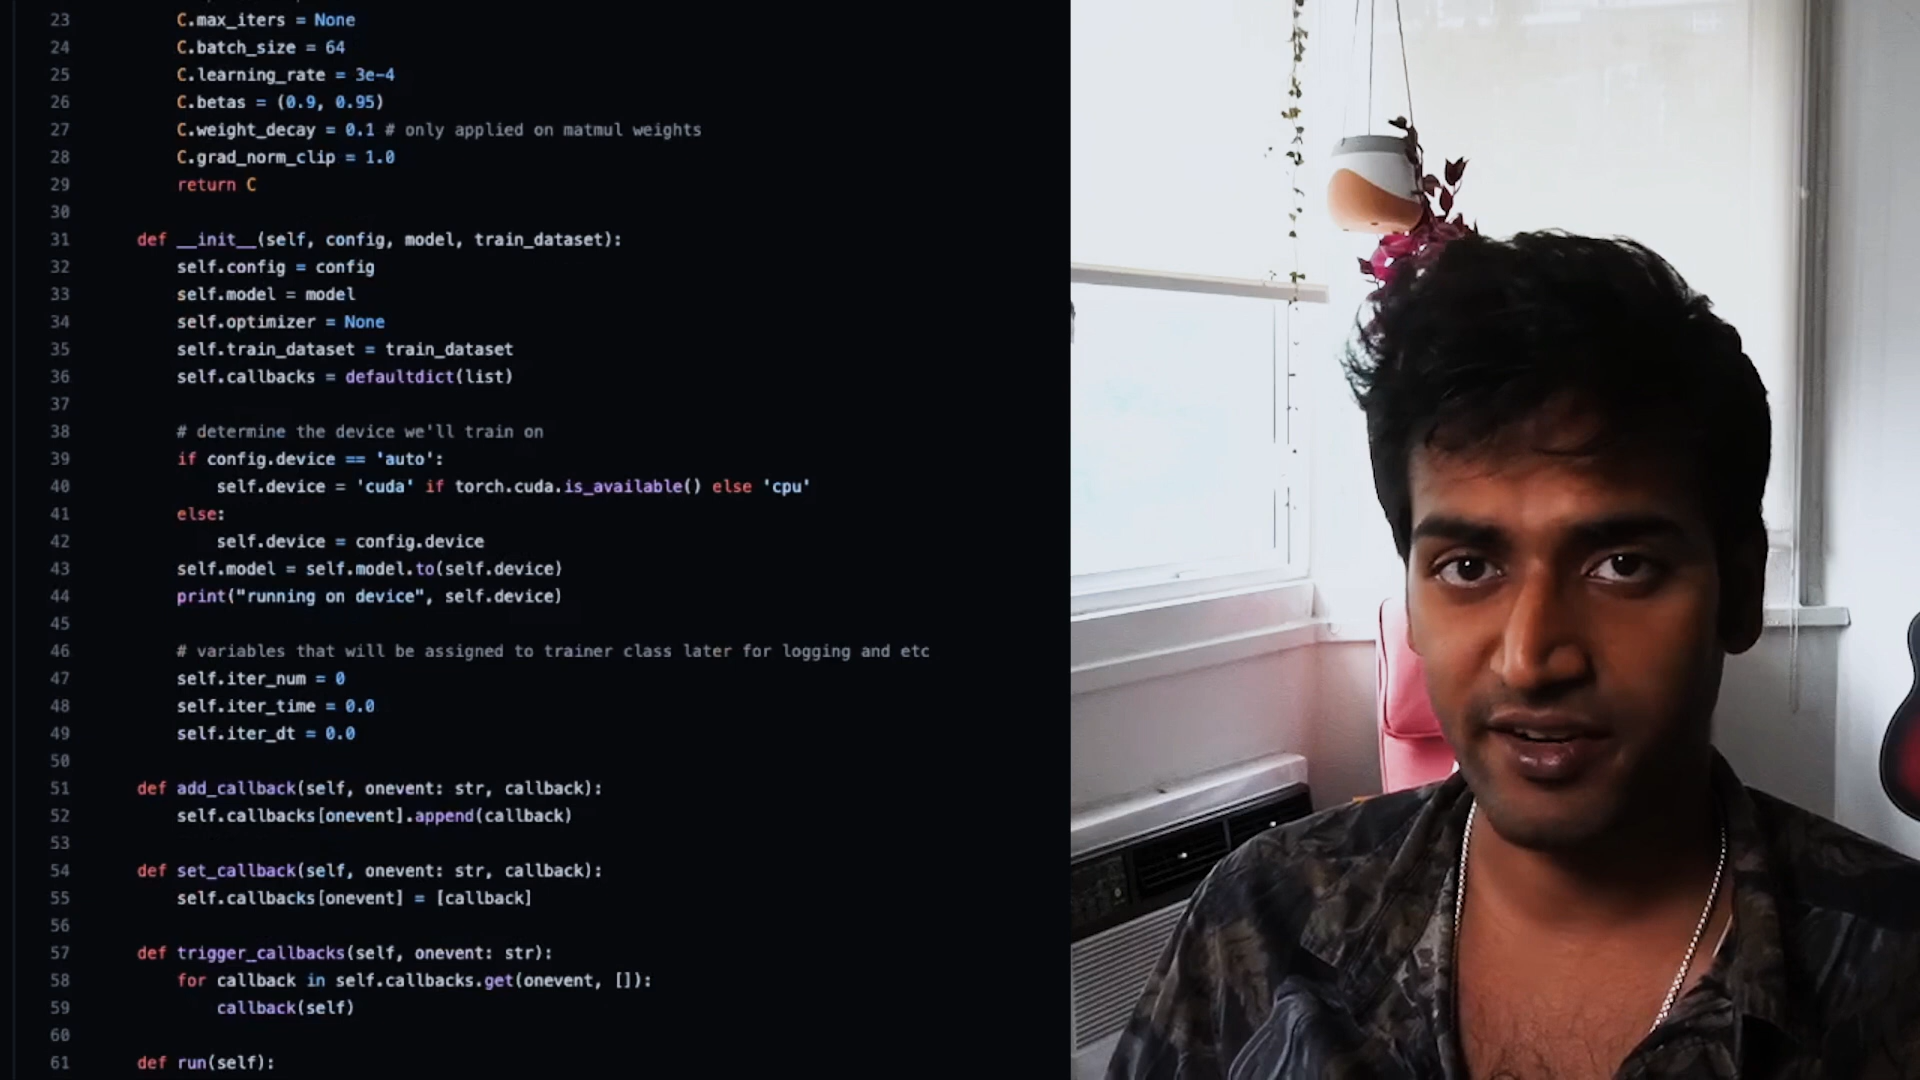 23 C.max_iters = None
24 C.batch_size = 64
25 C.learning_rate = 3e-4
26 C.betas = (0.9, 0.95)
27 C.weight_decay = 0.1 # only applied on matmul weights
28 C.grad_norm_clip = 1.0
29 return C
30
31 def __init__(self, config, model, train_dataset):
32 self.config = config
33 self.model = model
34 self.optimizer = None
35 self.train_dataset = train_dataset
36 self.callbacks = defaultdict(list)
37
38 # determine the device we'll train on
39 if config.device == 'auto':
40 self.device = 'cuda' if torch.cuda.is_available() else 'cpu'
41 else:
42 self.device = config.device
43 self.model = self.model.to(self.device)
44 print("running on device", self.device)
45
46 # variables that will be assigned to trainer class later for logging and etc
47 self.iter_num = 0
48 self.iter_time = 0.0
49 self.iter_dt = 0.0
50
51 def add_callback(self, onevent: str, callback):
52 self.callbacks[onevent].append(callback)
53
54 def set_callback(self, onevent: str, callback):
55 self.callbacks[onevent] = [callback]
56
57 def trigger_callbacks(self, onevent: str):
58 for callback in self.callbacks.get(onevent, []):
59 callback(self)
60
61 def run(self):